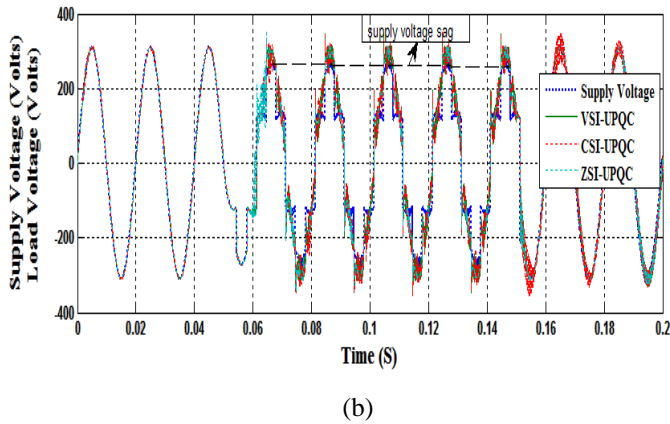 supply voltage sag
Supply Voltage (Volts)
Load Voltage (Volts)
400
200
0
-200
-400
Supply Voltage
VSI-UPQC
CSI-UPQC
ZSI-UPQC
0 0.02 0.04 0.06 0.08 0.1 0.12 0.14 0.16 0.18 0.2
Time (S)
(b)